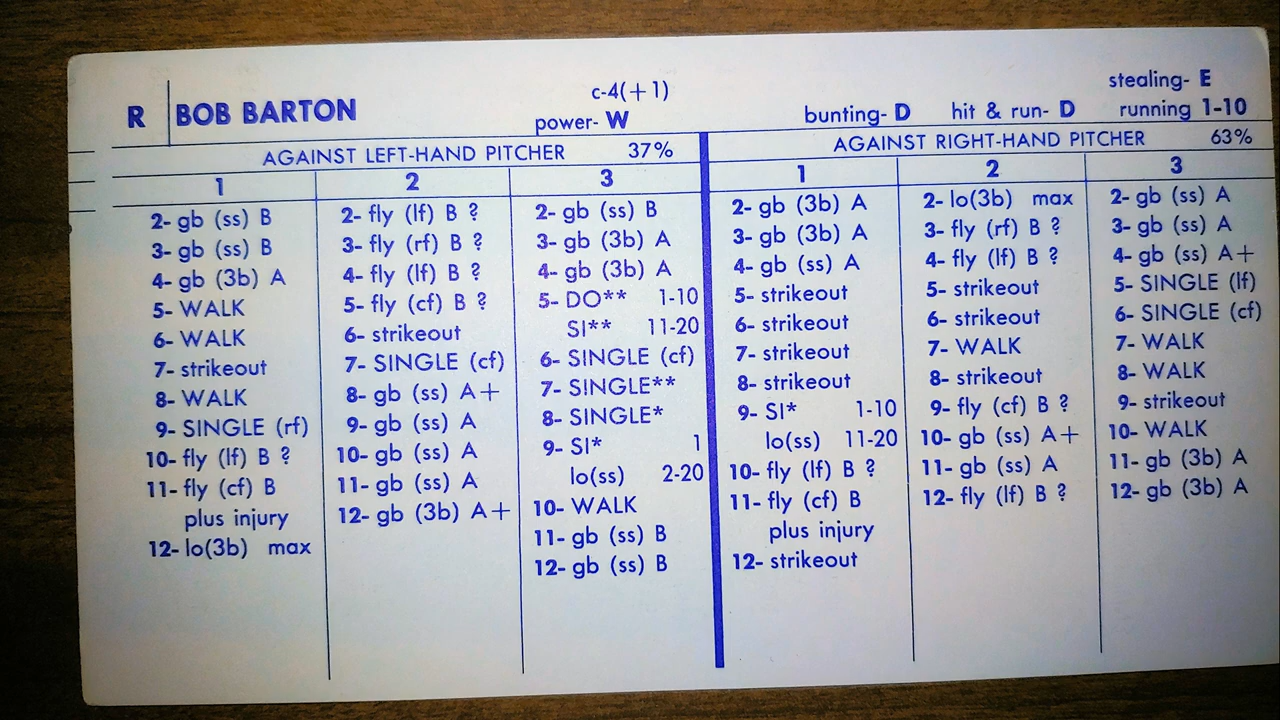 stealing- E
c-4(+1)
R BOB BARTON power- W bunting- D hit & run- D running 1-10
AGAINST LEFT-HAND PITCHER 37%
AGAINST RIGHT-HAND PITCHER 63%
1
2- gb (ss) B
3- gb (ss) B
4- gb (3b) A
5- WALK
6- WALK
7- strikeout
8- WALK
9- SINGLE (rf)
10- fly (lf) B ?
11- fly (cf) B
plus injury
12- lo(3b) max
2
2- fly (lf) B ?
3- fly (rf) B ?
4- fly (lf) B ?
5- fly (cf) B ?
6- strikeout
7- SINGLE (cf)
8- gb (ss) A+
9- gb (ss) A
10- gb (ss) A
11- gb (ss) A
12- gb (3b) A+
3
2- gb (ss) B
3- gb (3b) A
4- gb (3b) A
5- DO** 1-10
SI** 11-20
6- SINGLE (cf)
7- SINGLE**
8- SINGLE*
9- SI* 1
lo(ss) 2-20
10- WALK
11- gb (ss) B
12- gb (ss) B
1
2- gb (3b) A
3- gb (3b) A
4- gb (ss) A
5- strikeout
6- strikeout
7- strikeout
8- strikeout
9- SI* 1-10
lo(ss) 11-20
10- fly (lf) B ?
11- fly (cf) B
plus injury
12- strikeout
2
2- lo(3b) max
3- fly (rf) B ?
4- fly (lf) B ?
5- strikeout
6- strikeout
7- WALK
8- strikeout
9- fly (cf) B ?
10- gb (ss) A+
11- gb (ss) A
12- fly (lf) B ?
3
2- gb (ss) A
3- gb (ss) A
4- gb (ss) A+
5- SINGLE (lf)
6- SINGLE (cf)
7- WALK
8- WALK
9- strikeout
10- WALK
11- gb (3b) A
12- gb (3b) A